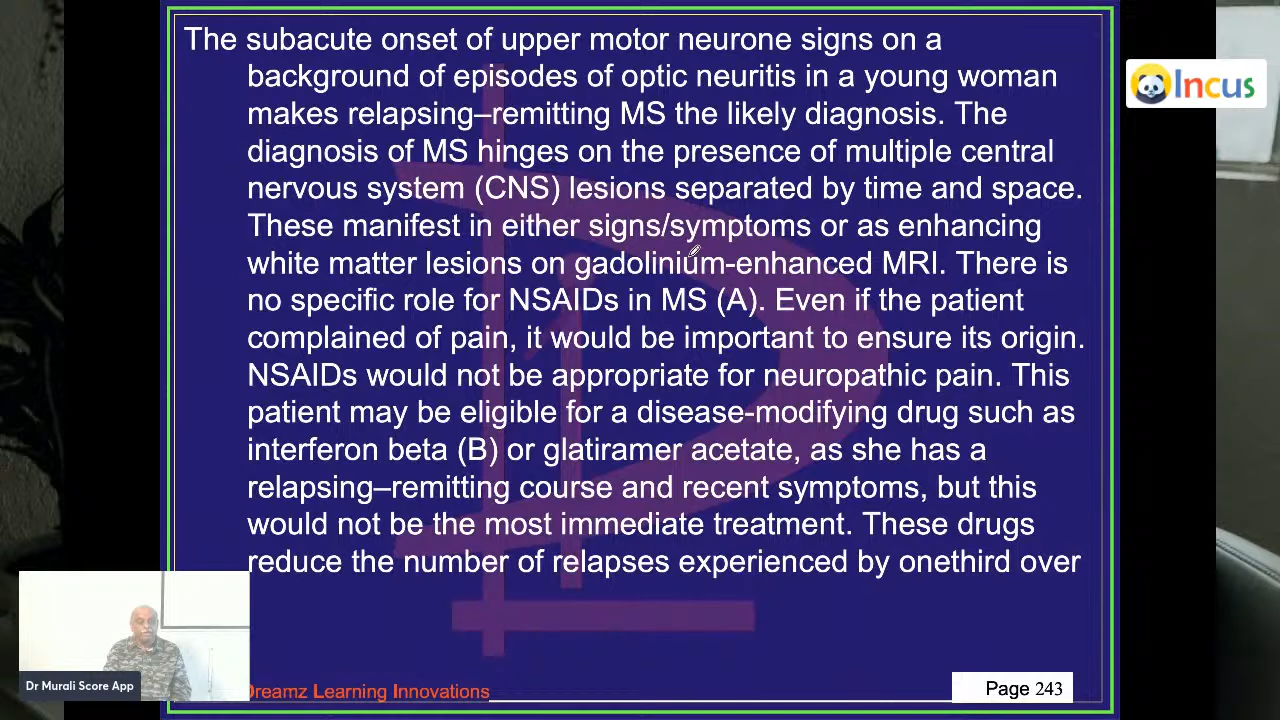 The subacute onset of upper motor neurone signs on a
background of episodes of optic neuritis in a young woman
makes relapsing–remitting MS the likely diagnosis. The
diagnosis of MS hinges on the presence of multiple central
nervous system (CNS) lesions separated by time and space.
These manifest in either signs/symptoms or as enhancing
white matter lesions on gadolinium-enhanced MRI. There is
no specific role for NSAIDs in MS (A). Even if the patient
complained of pain, it would be important to ensure its origin.
NSAIDs would not be appropriate for neuropathic pain. This
patient may be eligible for a disease-modifying drug such as
interferon beta (B) or glatiramer acetate, as she has a
relapsing–remitting course and recent symptoms, but this
would not be the most immediate treatment. These drugs
reduce the number of relapses experienced by onethird over
Incus
Dr Murali Score App
Dreamz Learning Innovations
Page 243